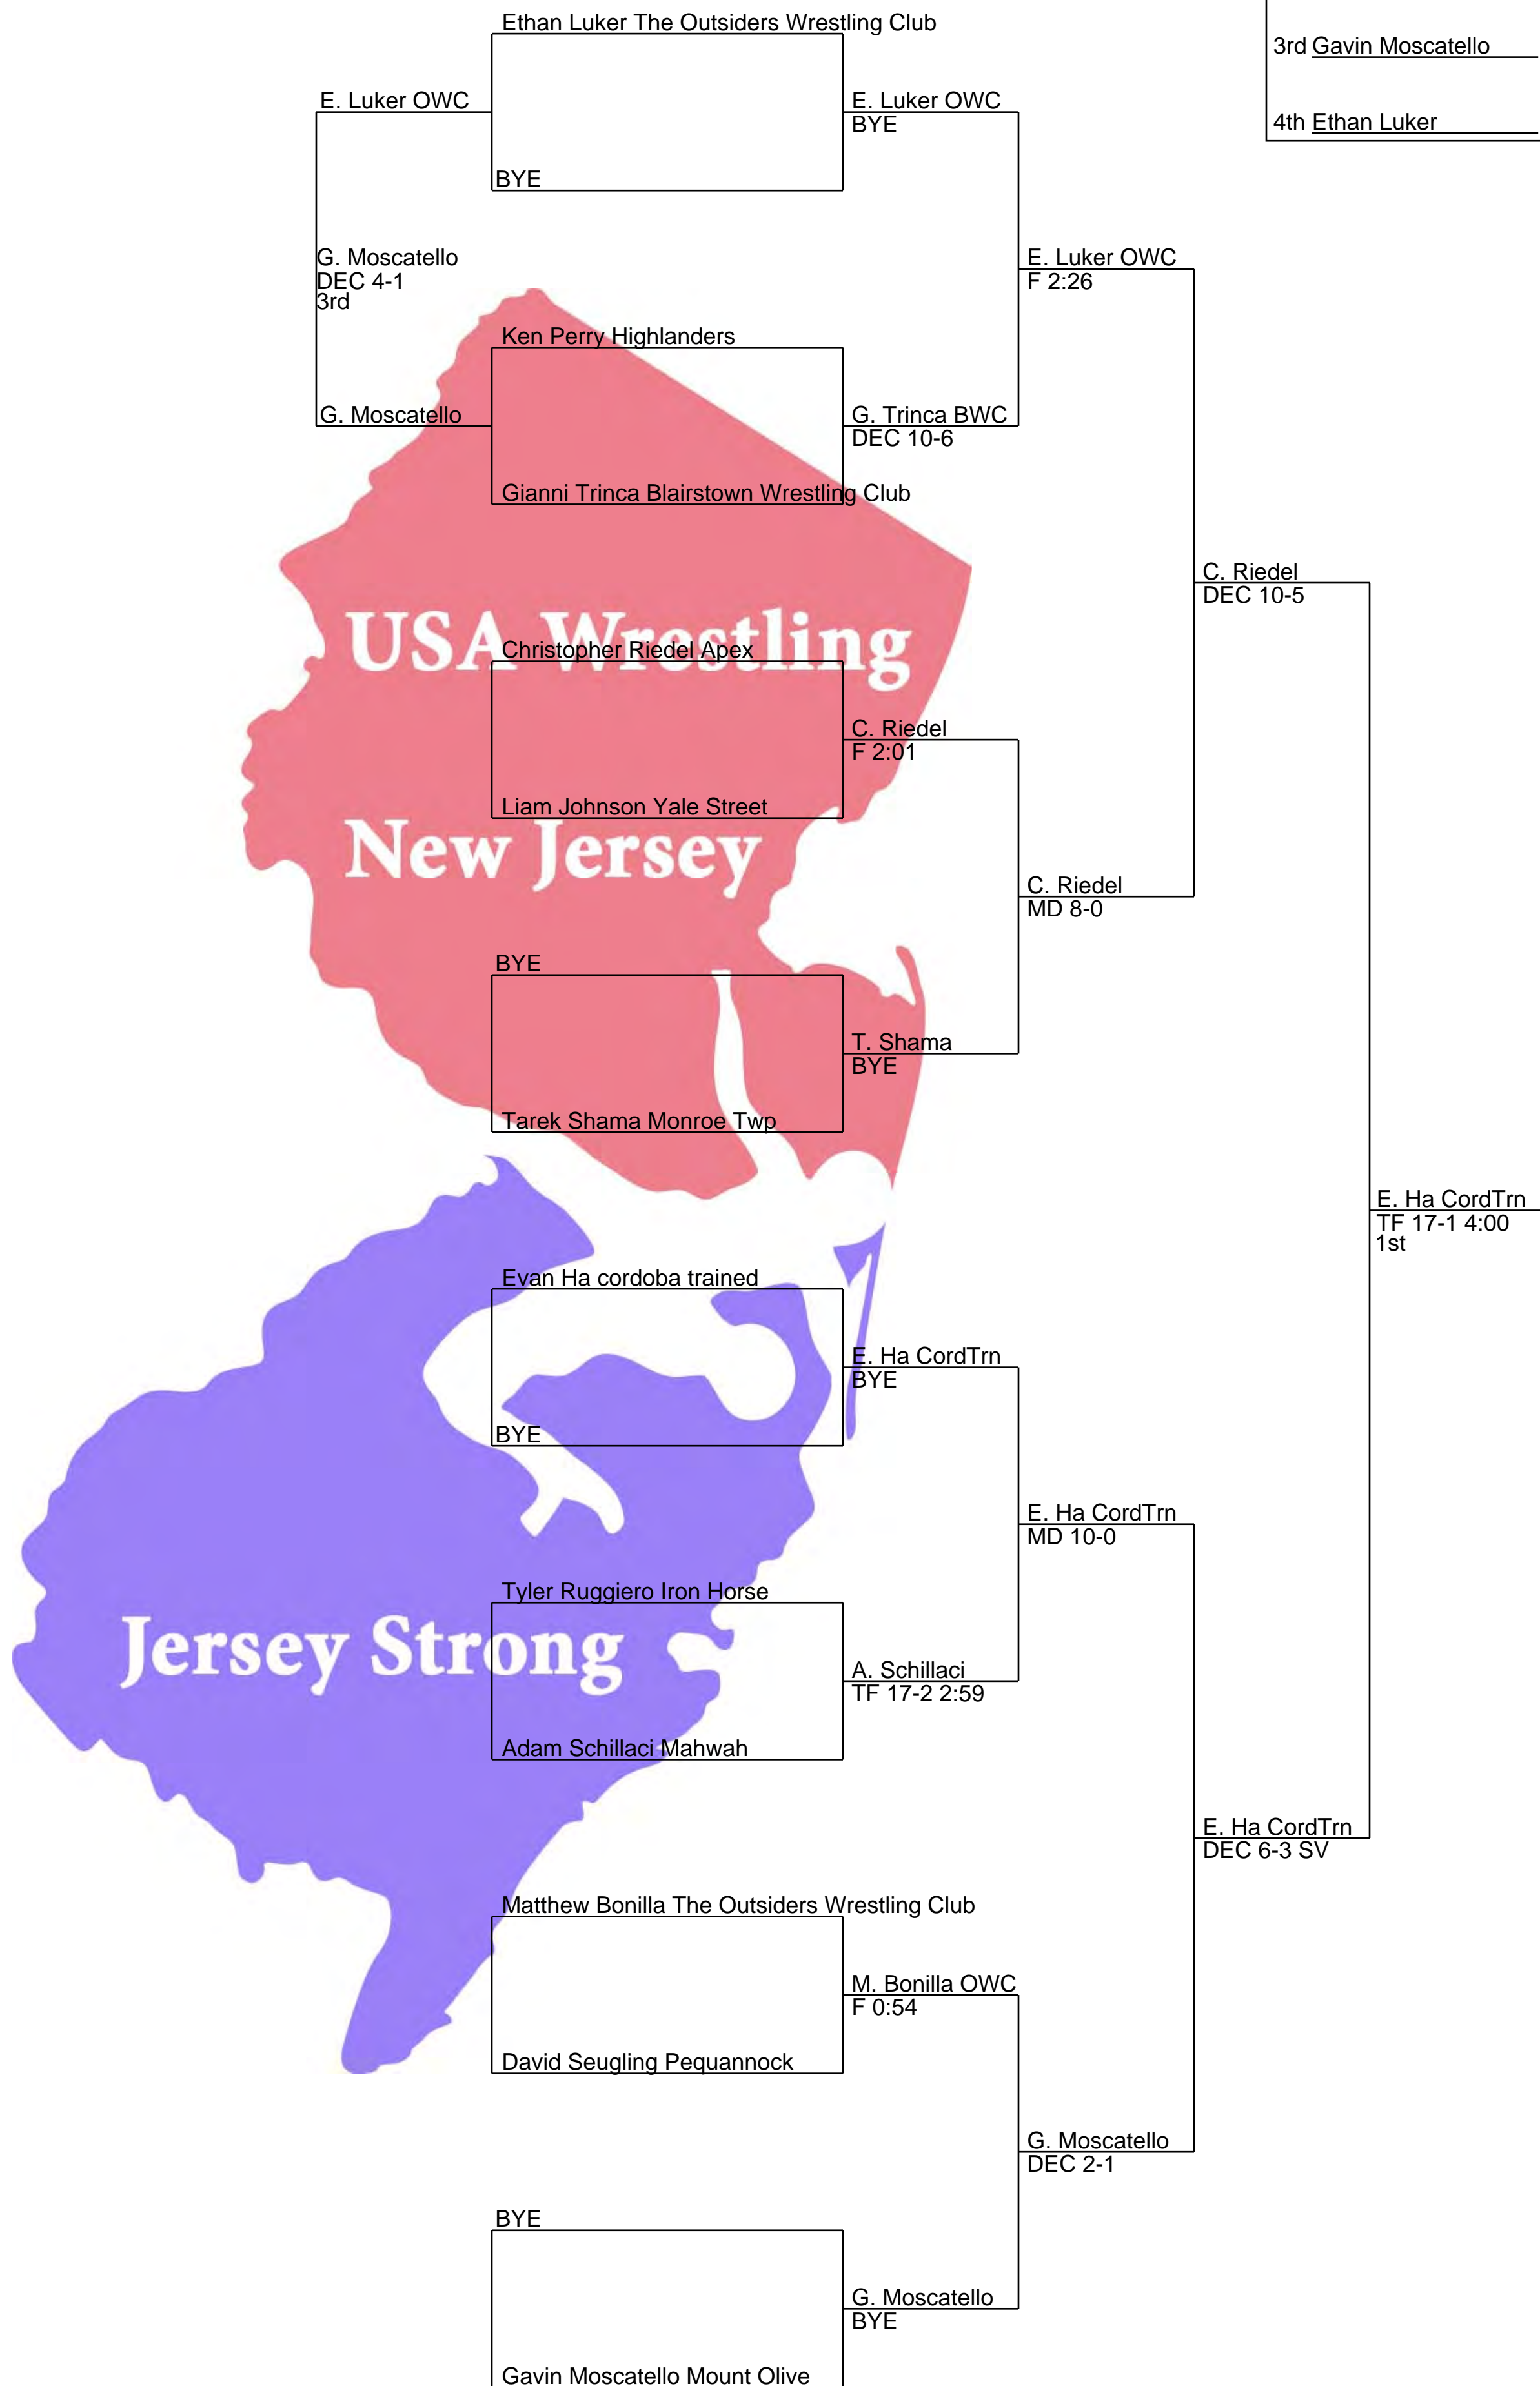 Ethan Luker The Outsiders Wrestling Club
3rd Gavin Moscatello
E. Luker OWC
E. Luker OWC
BYE
4th Ethan Luker
BYE
G. Moscatello
DEC 4-1
3rd
E. Luker OWC
F 2:26
Ken Perry Highlanders
G. Moscatello
G. Trinca BWC
DEC 10-6
Gianni Trinca Blairstown Wrestling Club
C. Riedel
DEC 10-5
USA Wrestling
Christopher Riedel Apex
C. Riedel
F 2:01
Liam Johnson Yale Street
New Jersey
C. Riedel
MD 8-0
BYE
T. Shama
BYE
Tarek Shama Monroe Twp
E. Ha CordTrn
TF 17-1 4:00
1st
Evan Ha cordoba trained
E. Ha CordTrn
BYE
BYE
E. Ha CordTrn
MD 10-0
Tyler Ruggiero Iron Horse
Jersey Strong
A. Schillaci
TF 17-2 2:59
Adam Schillaci Mahwah
E. Ha CordTrn
DEC 6-3 SV
Matthew Bonilla The Outsiders Wrestling Club
M. Bonilla OWC
F 0:54
David Seugling Pequannock
G. Moscatello
DEC 2-1
BYE
G. Moscatello
BYE
Gavin Moscatello Mount Olive